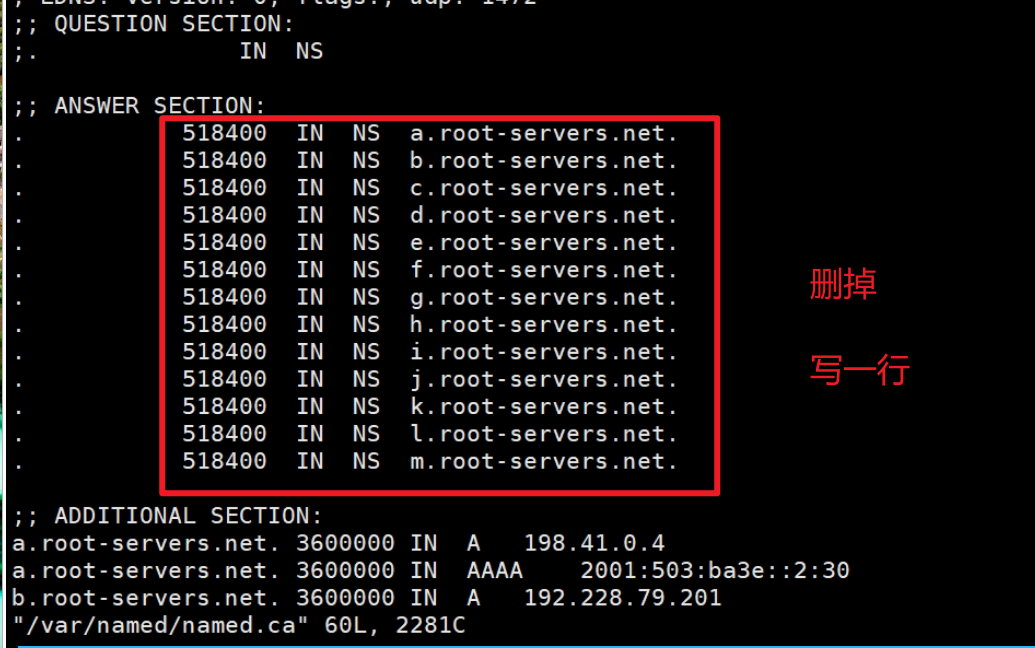 ; EDNS: version: 0, flags:; udp: 1472
;; QUESTION SECTION:
;. IN NS
;; ANSWER SECTION:
. 518400 IN NS a.root-servers.net.
. 518400 IN NS b.root-servers.net.
. 518400 IN NS c.root-servers.net.
. 518400 IN NS d.root-servers.net.
. 518400 IN NS e.root-servers.net.
. 518400 IN NS f.root-servers.net.
. 518400 IN NS g.root-servers.net.
删掉
. 518400 IN NS h.root-servers.net.
. 518400 IN NS i.root-servers.net.
. 518400 IN NS j.root-servers.net.
写一行
. 518400 IN NS k.root-servers.net.
. 518400 IN NS l.root-servers.net.
. 518400 IN NS m.root-servers.net.
;; ADDITIONAL SECTION:
a.root-servers.net. 3600000 IN A 198.41.0.4
a.root-servers.net. 3600000 IN AAAA 2001:503:ba3e::2:30
b.root-servers.net. 3600000 IN A 192.228.79.201
"/var/named/named.ca" 60L, 2281C